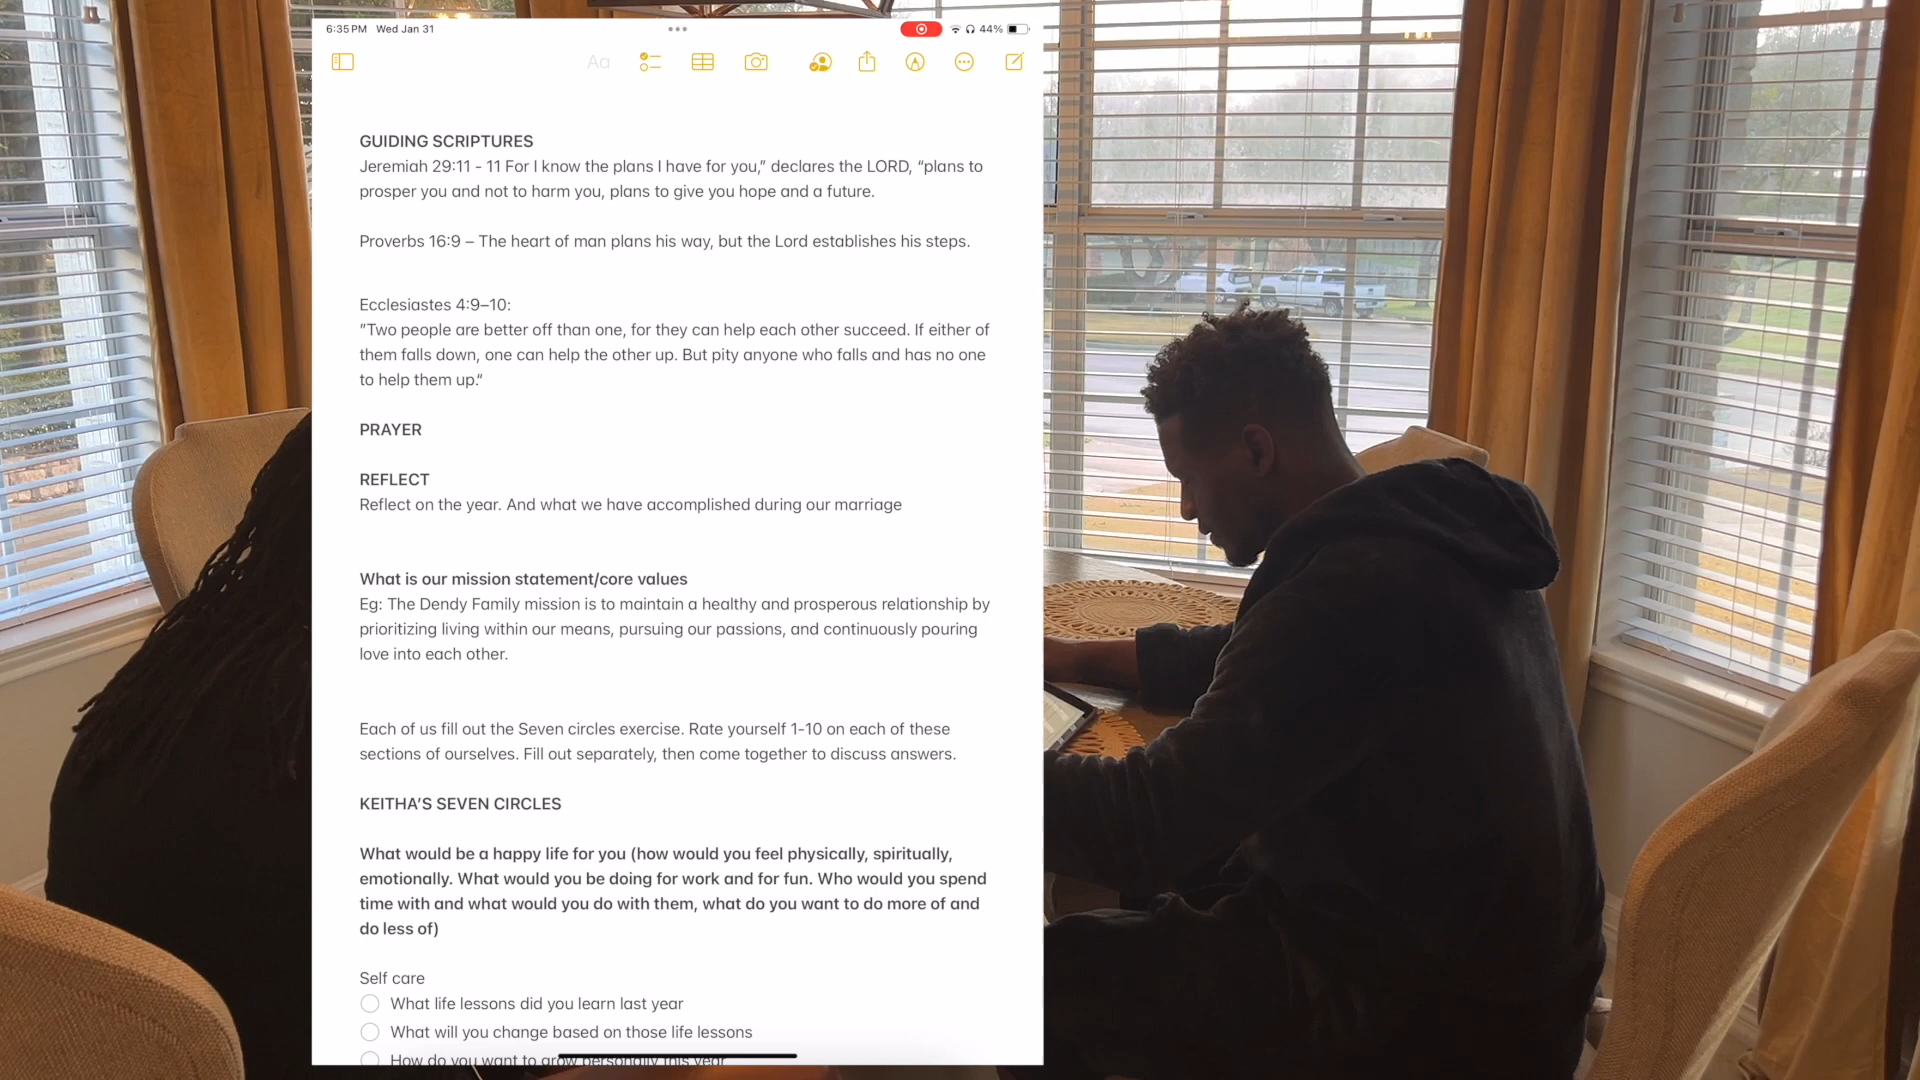 6:35 PM Wed Jan 31
44%
Aa
GUIDING SCRIPTURES
Jeremiah 29:11 - 11 For I know the plans I have for you,” declares the LORD, “plans to
prosper you and not to harm you, plans to give you hope and a future.
Proverbs 16:9 – The heart of man plans his way, but the Lord establishes his steps.
Ecclesiastes 4:9–10:
”Two people are better off than one, for they can help each other succeed. If either of
them falls down, one can help the other up. But pity anyone who falls and has no one
to help them up.“
PRAYER
REFLECT
Reflect on the year. And what we have accomplished during our marriage
What is our mission statement/core values
Eg: The Dendy Family mission is to maintain a healthy and prosperous relationship by
prioritizing living within our means, pursuing our passions, and continuously pouring
love into each other.
Each of us fill out the Seven circles exercise. Rate yourself 1-10 on each of these
sections of ourselves. Fill out separately, then come together to discuss answers.
KEITHA’S SEVEN CIRCLES
What would be a happy life for you (how would you feel physically, spiritually,
emotionally. What would you be doing for work and for fun. Who would you spend
time with and what would you do with them, what do you want to do more of and
do less of)
Self care
What life lessons did you learn last year
What will you change based on those life lessons
How do you want to grow personally this year